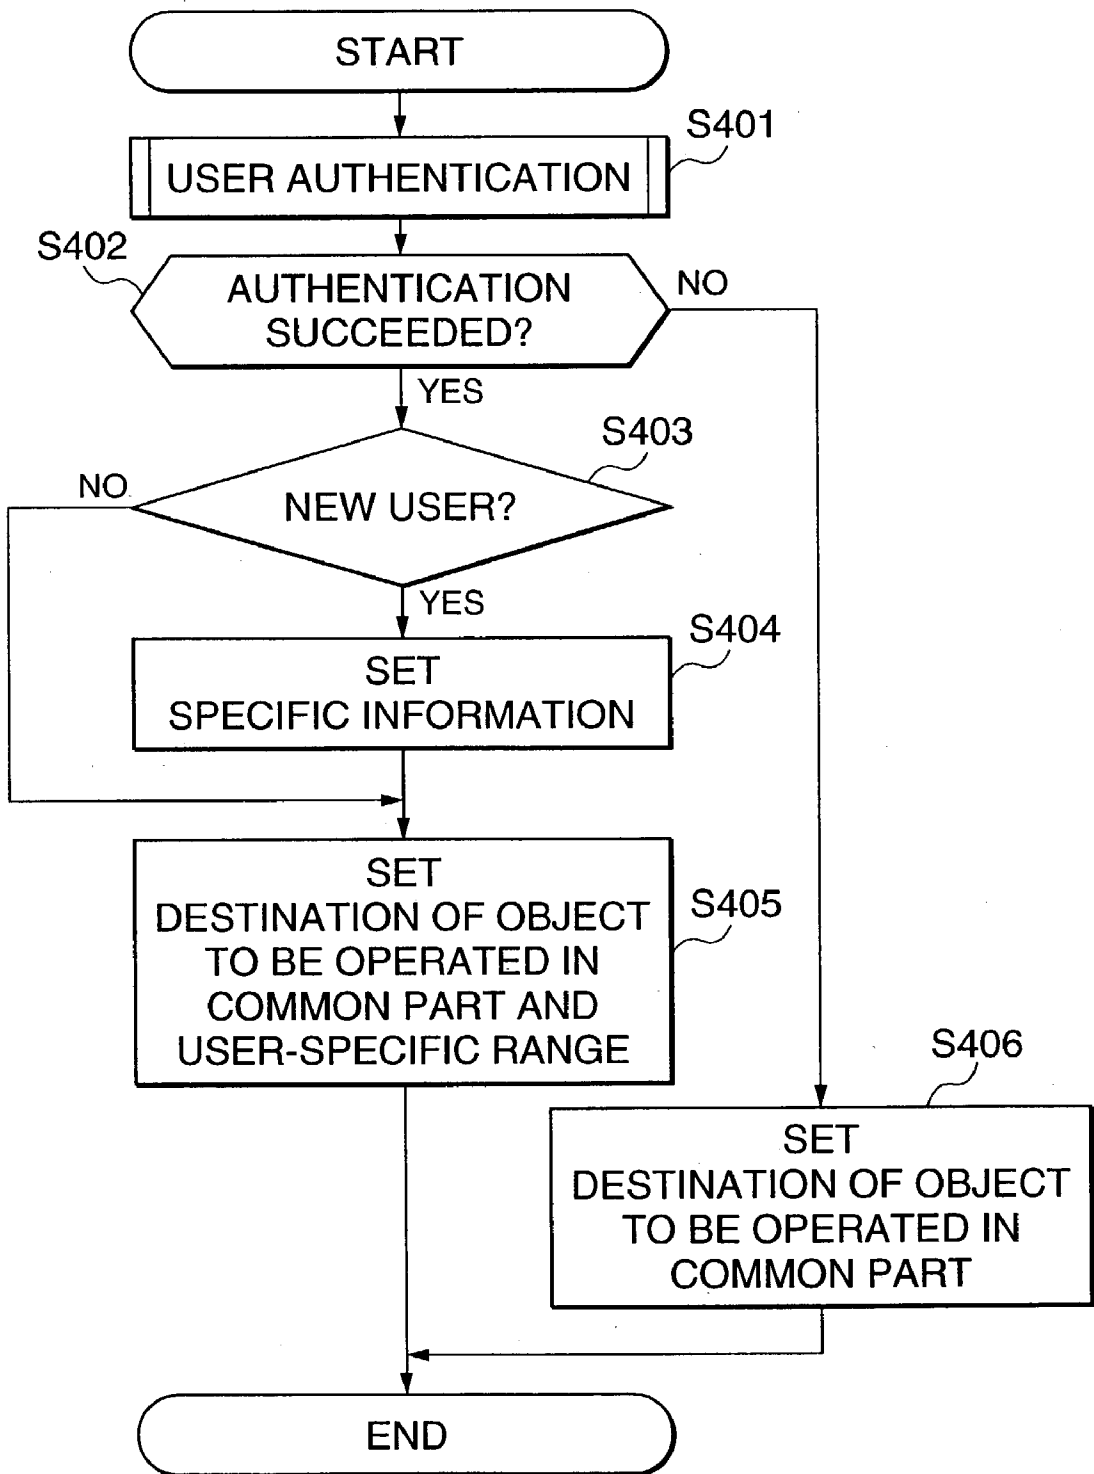 START
S401
USER AUTHENTICATION
S402
AUTHENTICATION
SUCCEEDED?
NO
YES
S403
NO
NEW USER?
YES
S404
SET
SPECIFIC INFORMATION
SET
DESTINATION OF OBJECT
TO BE OPERATED IN
COMMON PART AND
USER-SPECIFIC RANGE
S405
S406
SET
DESTINATION OF OBJECT
TO BE OPERATED IN
COMMON PART
END